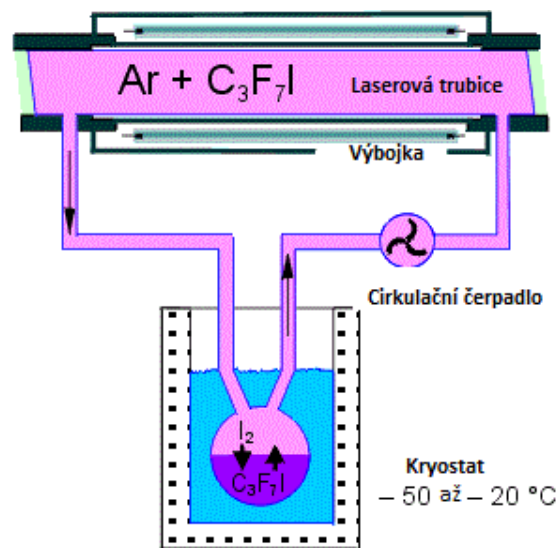 Ar + C₃F₇I
Laserová trubice
Výbojka
Cirkulační čerpadlo
I₂
C₃F₇I
Kryostat
– 50 až – 20 °C